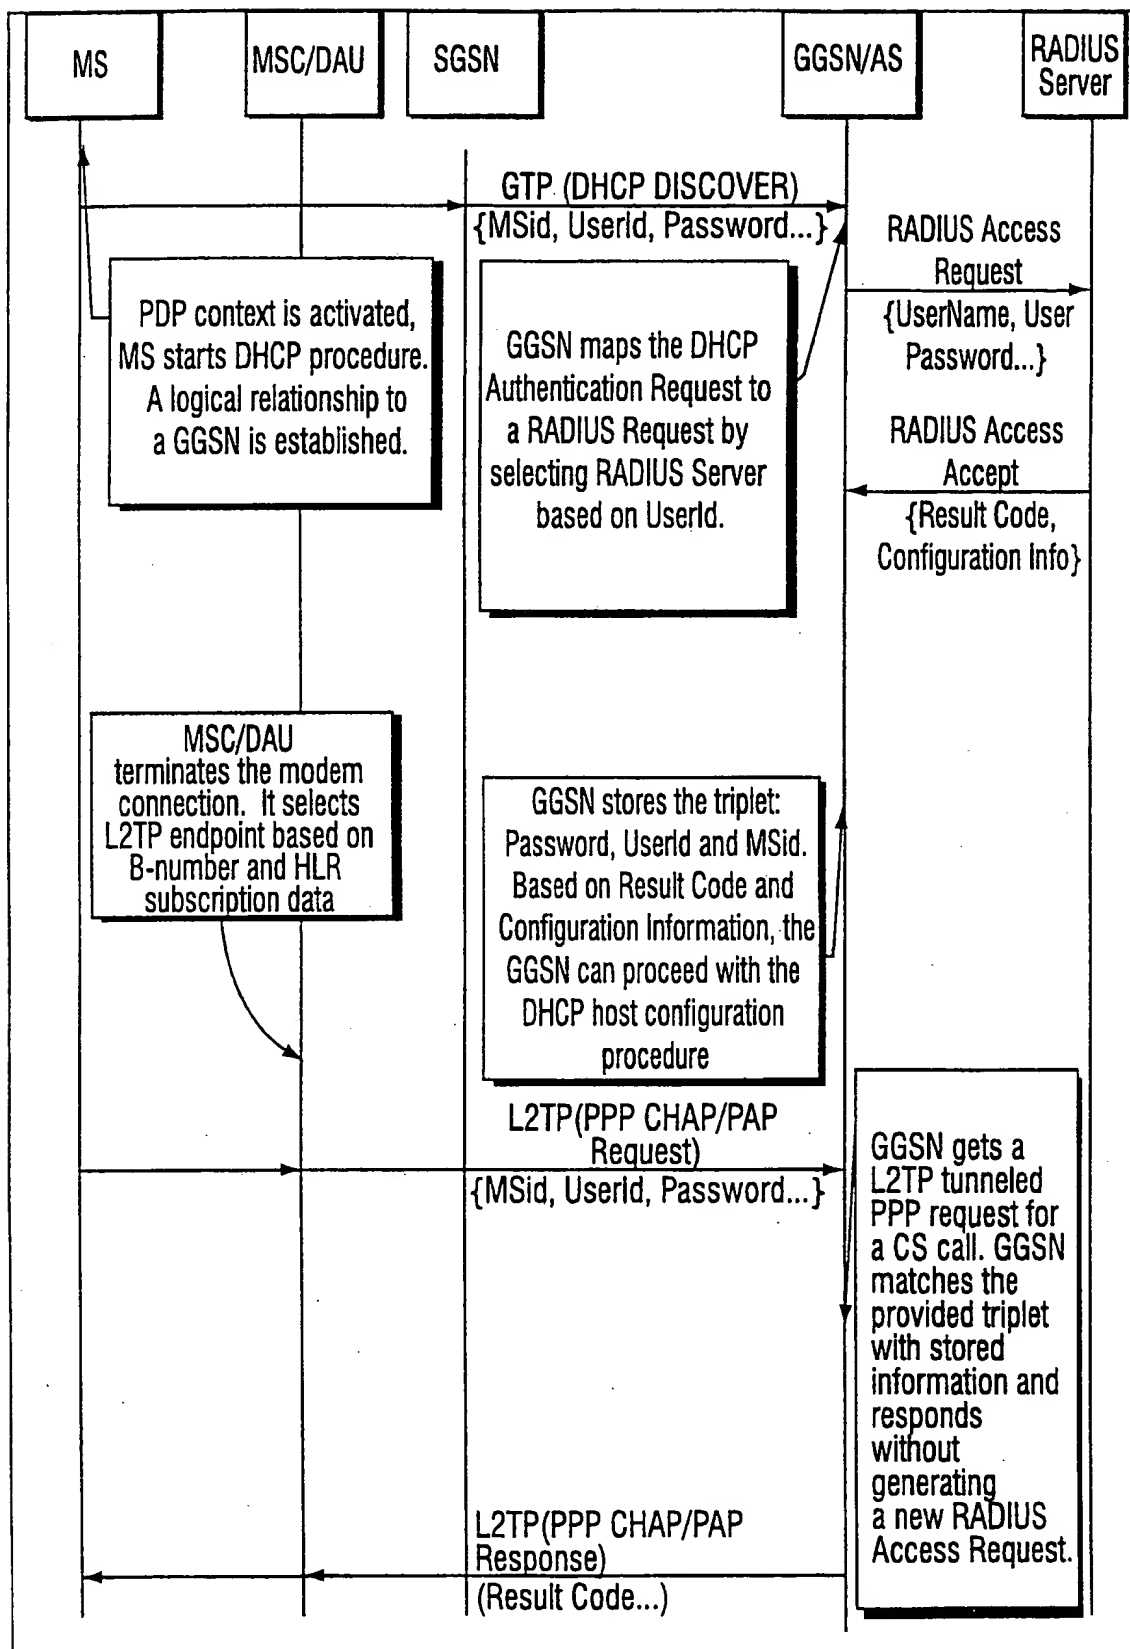 MS
MSC/DAU
SGSN
GGSN/AS
RADIUS
Server
GTP (DHCP DISCOVER)
{MSid, UserId, Password...}
RADIUS Access
Request
{UserName, User
Password...}
PDP context is activated,
MS starts DHCP procedure.
A logical relationship to
a GGSN is established.
GGSN maps the DHCP
Authentication Request to
a RADIUS Request by
selecting RADIUS Server
based on UserId.
RADIUS Access
Accept
{Result Code,
Configuration Info}
MSC/DAU
terminates the modem
connection. It selects
L2TP endpoint based on
B-number and HLR
subscription data
GGSN stores the triplet:
Password, UserId and MSid.
Based on Result Code and
Configuration Information, the
GGSN can proceed with the
DHCP host configuration
procedure
L2TP(PPP CHAP/PAP
Request)
{MSid, UserId, Password...}
GGSN gets a
L2TP tunneled
PPP request for
a CS call. GGSN
matches the
provided triplet
with stored
information and
responds
without
generating
a new RADIUS
Access Request.
L2TP(PPP CHAP/PAP
Response)
(Result Code...)